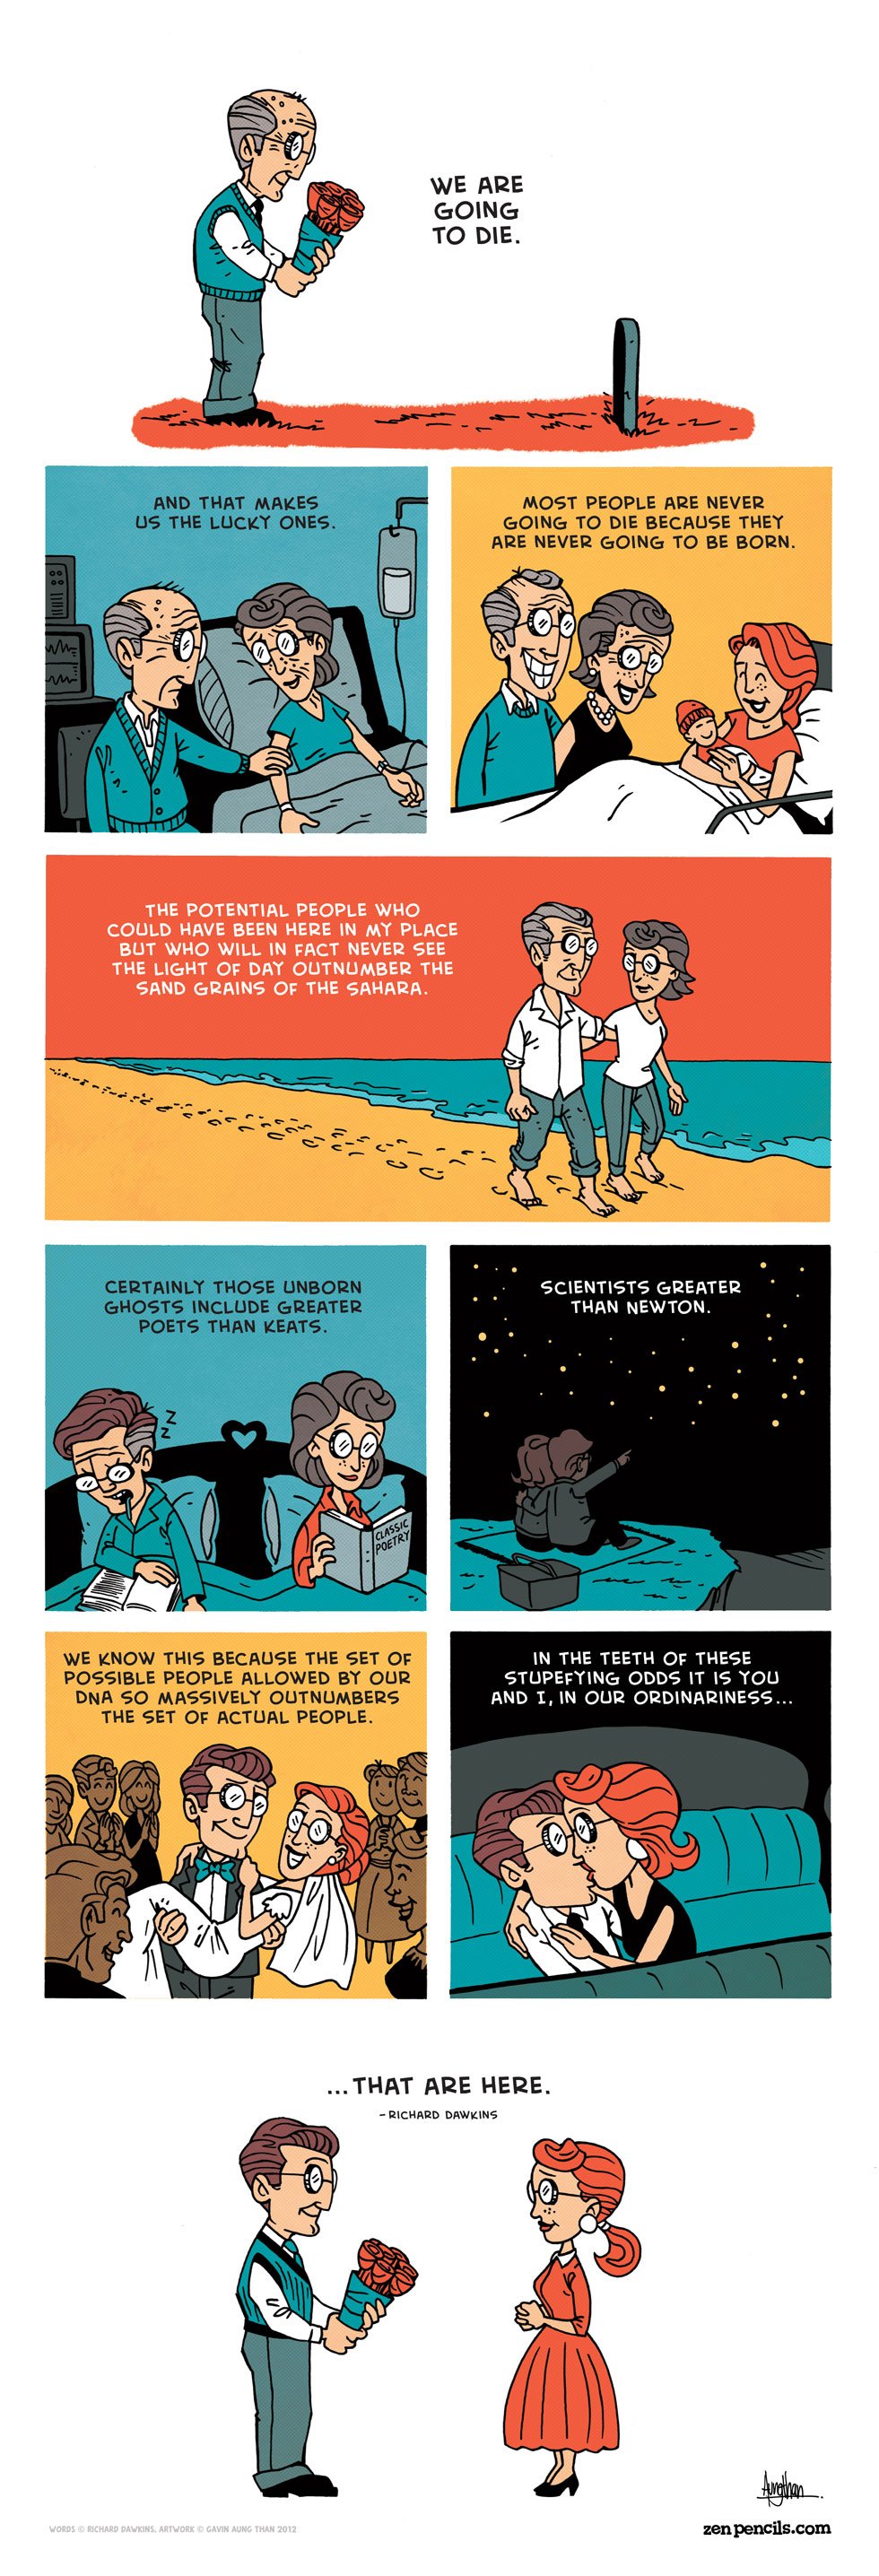 WE ARE
GOING
TO DIE.
AND THAT MAKES
US THE LUCKY ONES.
MOST PEOPLE ARE NEVER
GOING TO DIE BECAUSE THEY
ARE NEVER GOING TO BE BORN.
THE POTENTIAL PEOPLE WHO
COULD HAVE BEEN HERE IN MY PLACE
BUT WHO WILL IN FACT NEVER SEE
THE LIGHT OF DAY OUTNUMBER THE
SAND GRAINS OF THE SAHARA.
CERTAINLY THOSE UNBORN
GHOSTS INCLUDE GREATER
POETS THAN KEATS.
Z
Z
CLASSIC
POETRY
SCIENTISTS GREATER
THAN NEWTON.
WE KNOW THIS BECAUSE THE SET OF
POSSIBLE PEOPLE ALLOWED BY OUR
DNA SO MASSIVELY OUTNUMBERS
THE SET OF ACTUAL PEOPLE.
IN THE TEETH OF THESE
STUPEFYING ODDS IT IS YOU
AND I, IN OUR ORDINARINESS...
...THAT ARE HERE.
- RICHARD DAWKINS
AungThan
WORDS © RICHARD DAWKINS. ARTWORK © GAVIN AUNG THAN 2012
zenpencils.com